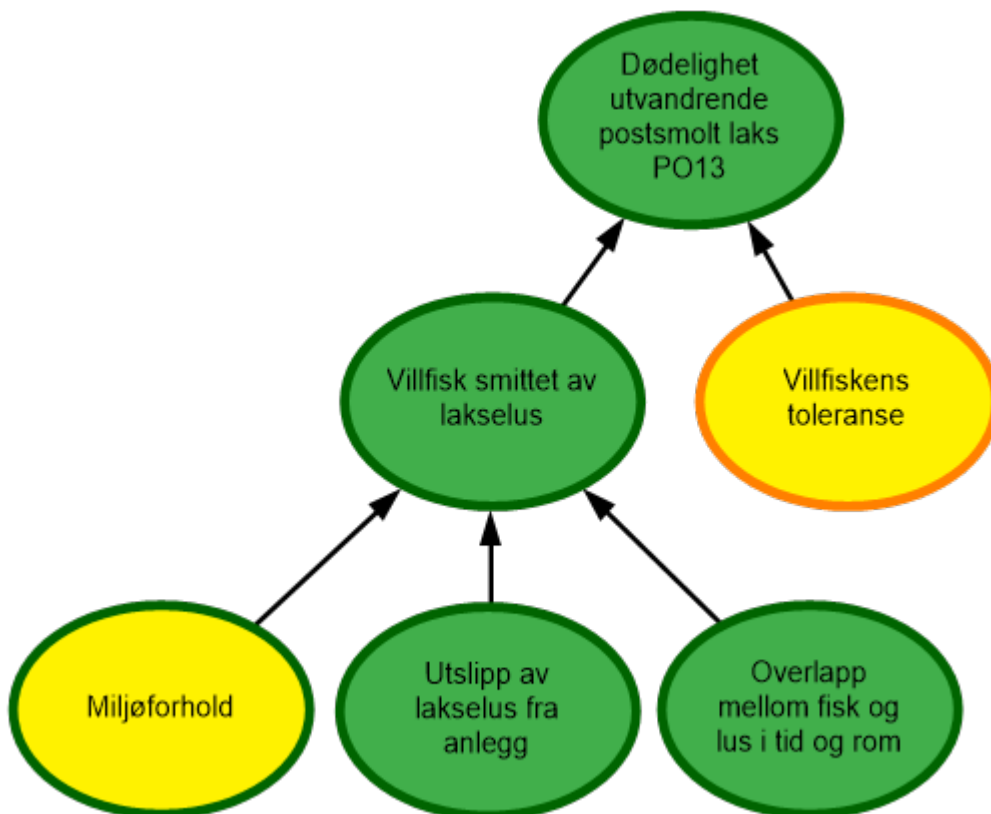 Dødelighet
utvandrende
postsmolt laks
PO13
Villfisk smittet av
lakselus
Villfiskens
toleranse
Miljøforhold
Utslipp av
lakselus fra
anlegg
Overlapp
mellom fisk og
lus i tid og rom